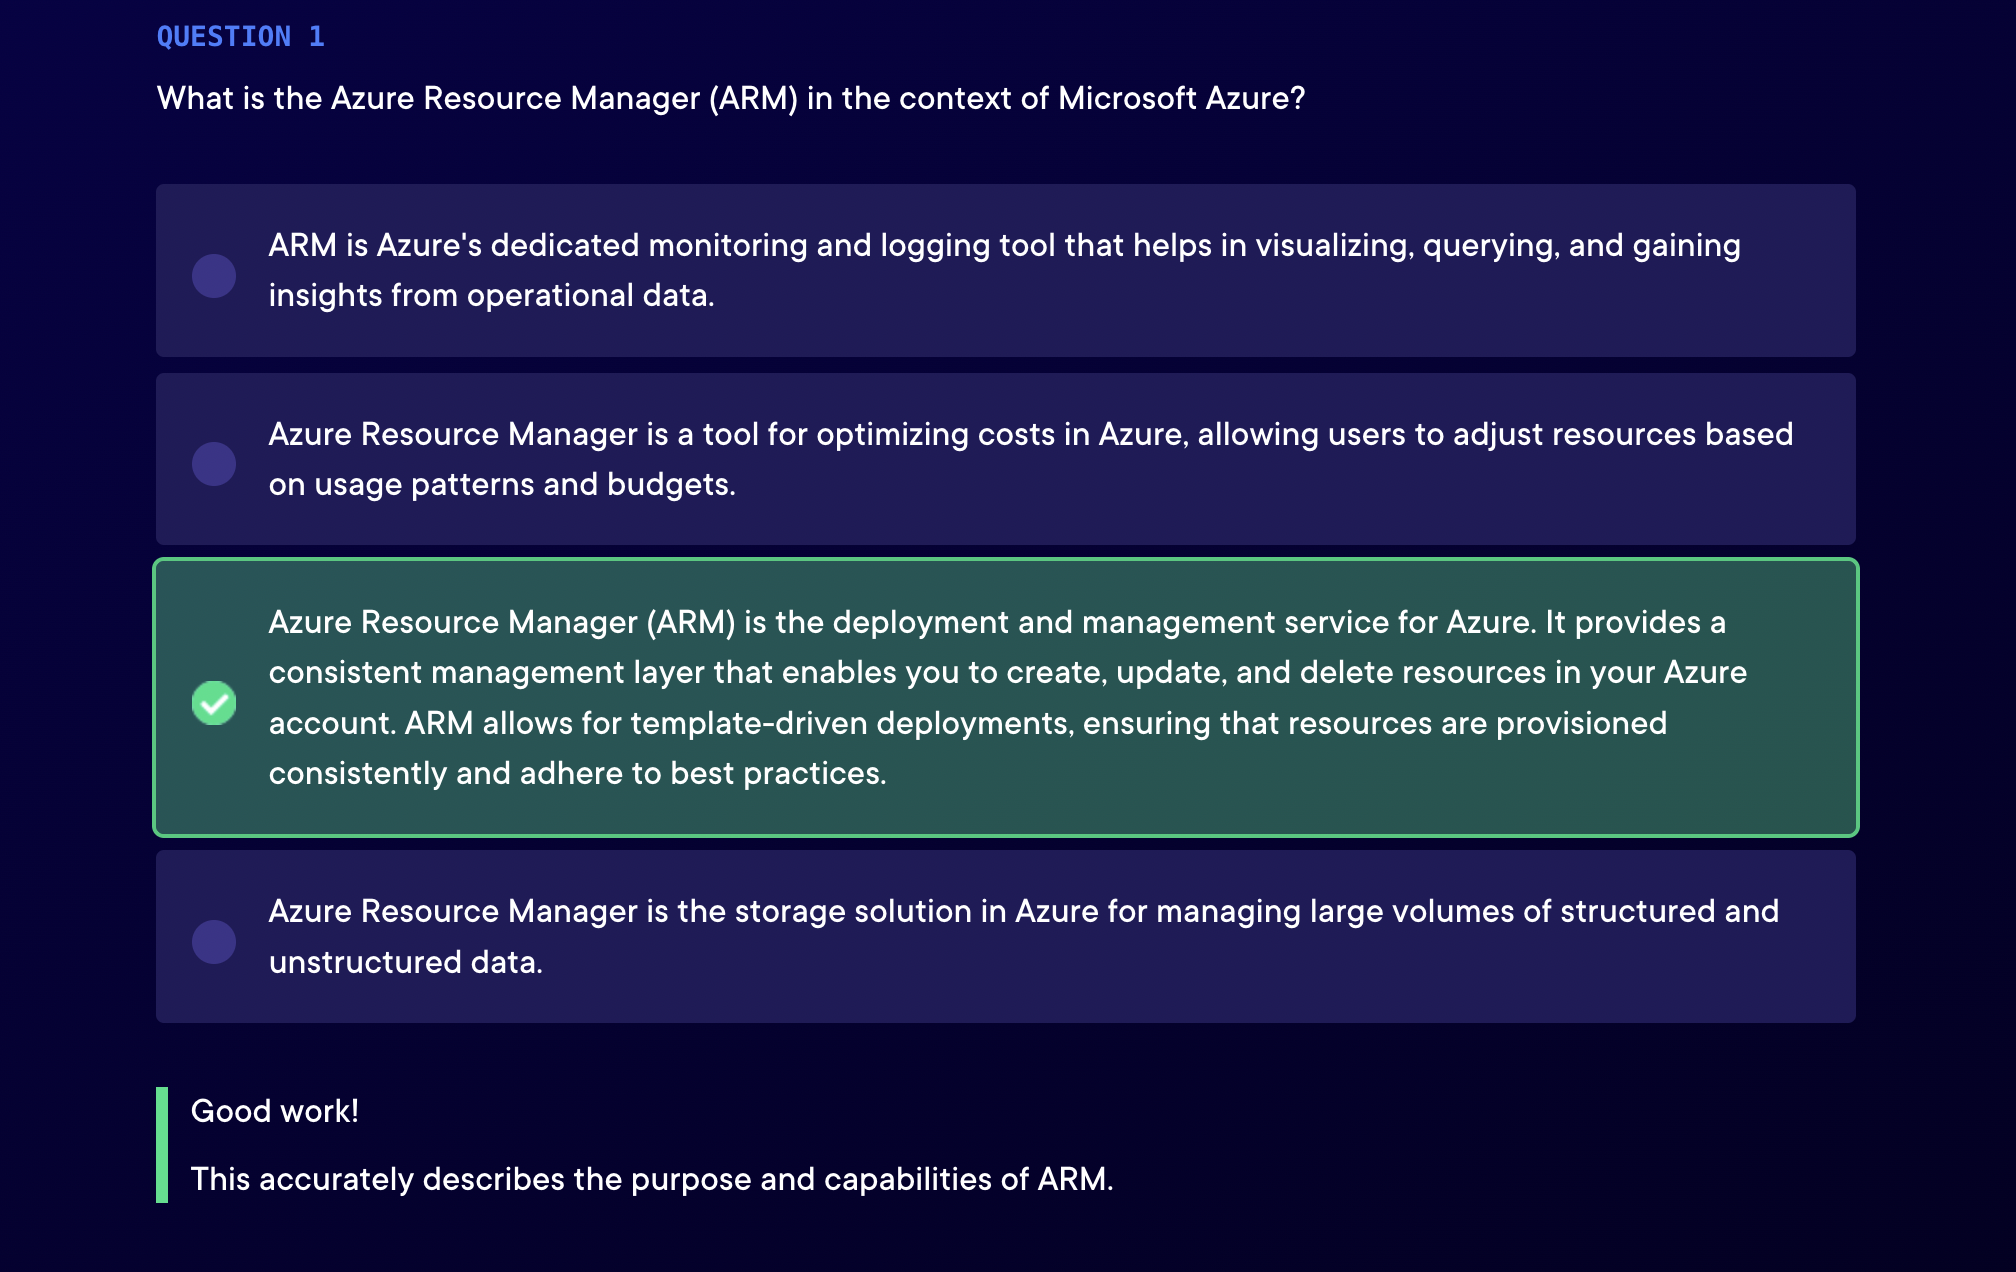 QUESTION 1
What is the Azure Resource Manager (ARM) in the context of Microsoft Azure?
ARM is Azure's dedicated monitoring and logging tool that helps in visualizing, querying, and gaining
insights from operational data.
Azure Resource Manager is a tool for optimizing costs in Azure, allowing users to adjust resources based
on usage patterns and budgets.
Azure Resource Manager (ARM) is the deployment and management service for Azure. It provides a
consistent management layer that enables you to create, update, and delete resources in your Azure
account. ARM allows for template-driven deployments, ensuring that resources are provisioned
consistently and adhere to best practices.
Azure Resource Manager is the storage solution in Azure for managing large volumes of structured and
unstructured data.
Good work!
This accurately describes the purpose and capabilities of ARM.